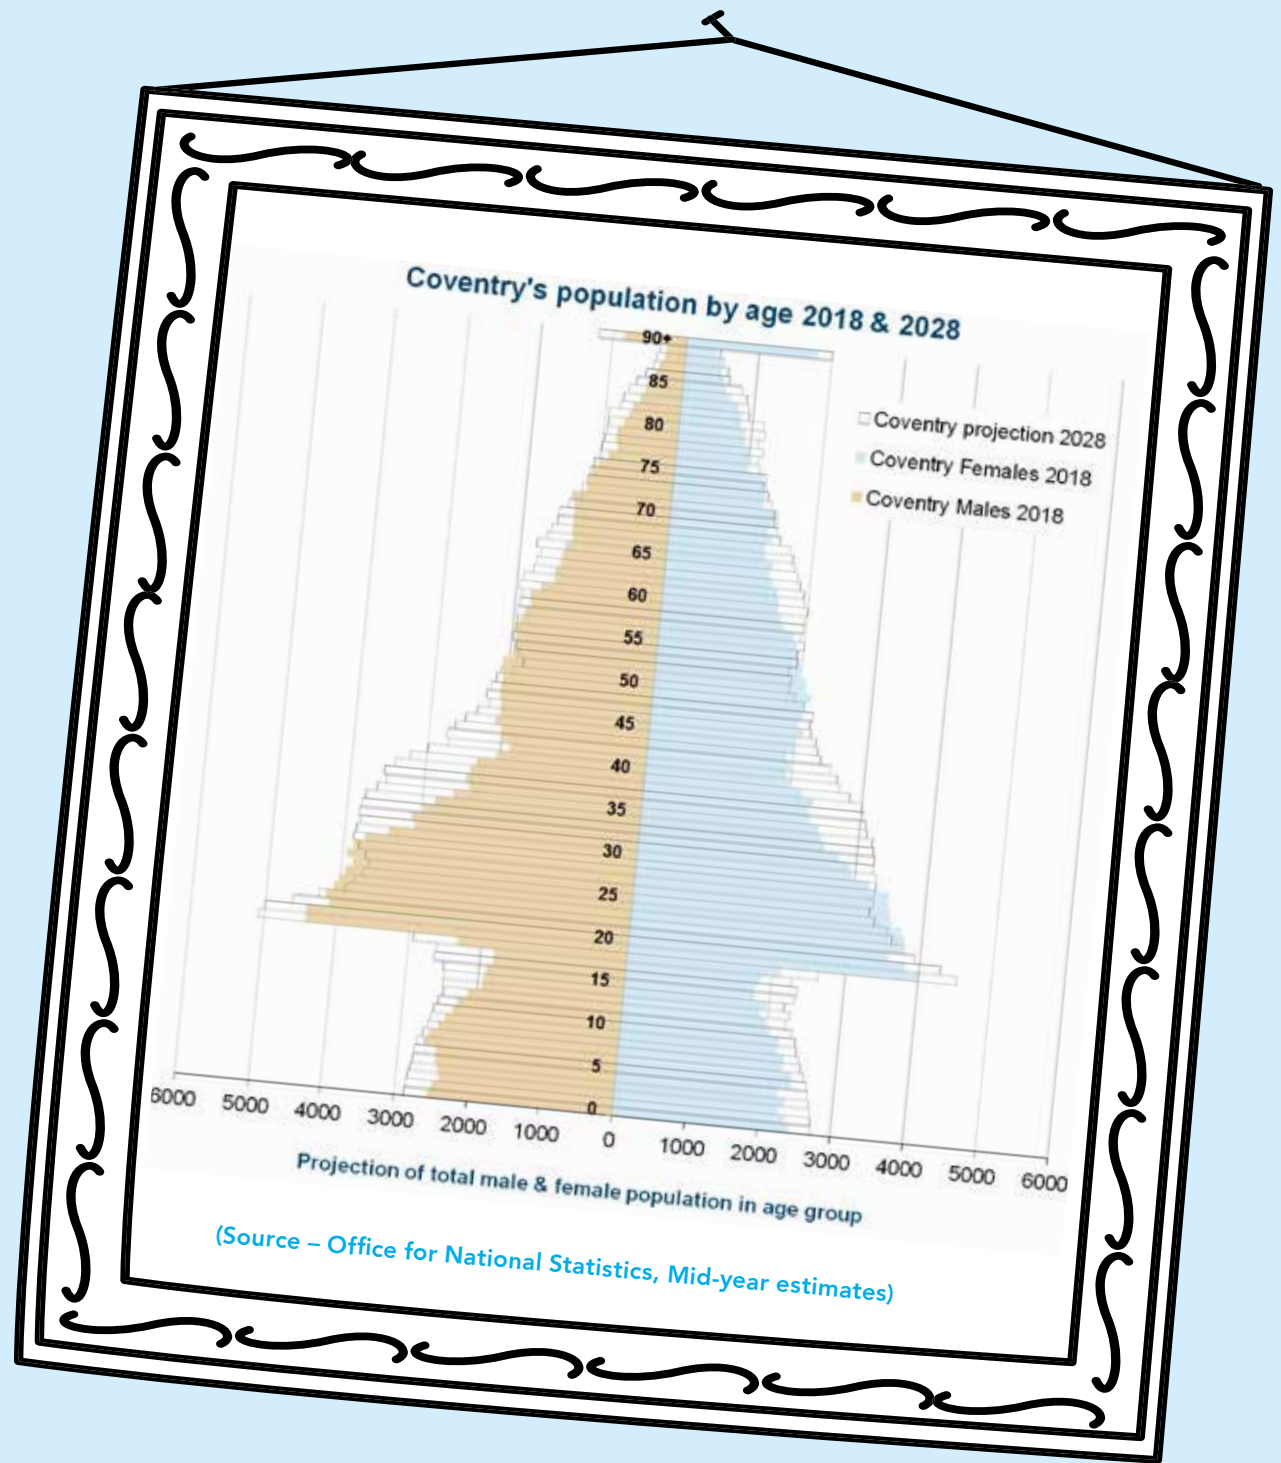 Coventry's population by age 2018 & 2028
90+
85
80
75
70
65
60
55
50
45
40
35
30
25
20
15
10
5
0
Coventry projection 2028
Coventry Females 2018
Coventry Males 2018
6000 5000 4000 3000 2000 1000 0 1000 2000 3000 4000 5000 6000
Projection of total male & female population in age group
(Source – Office for National Statistics, Mid-year estimates)